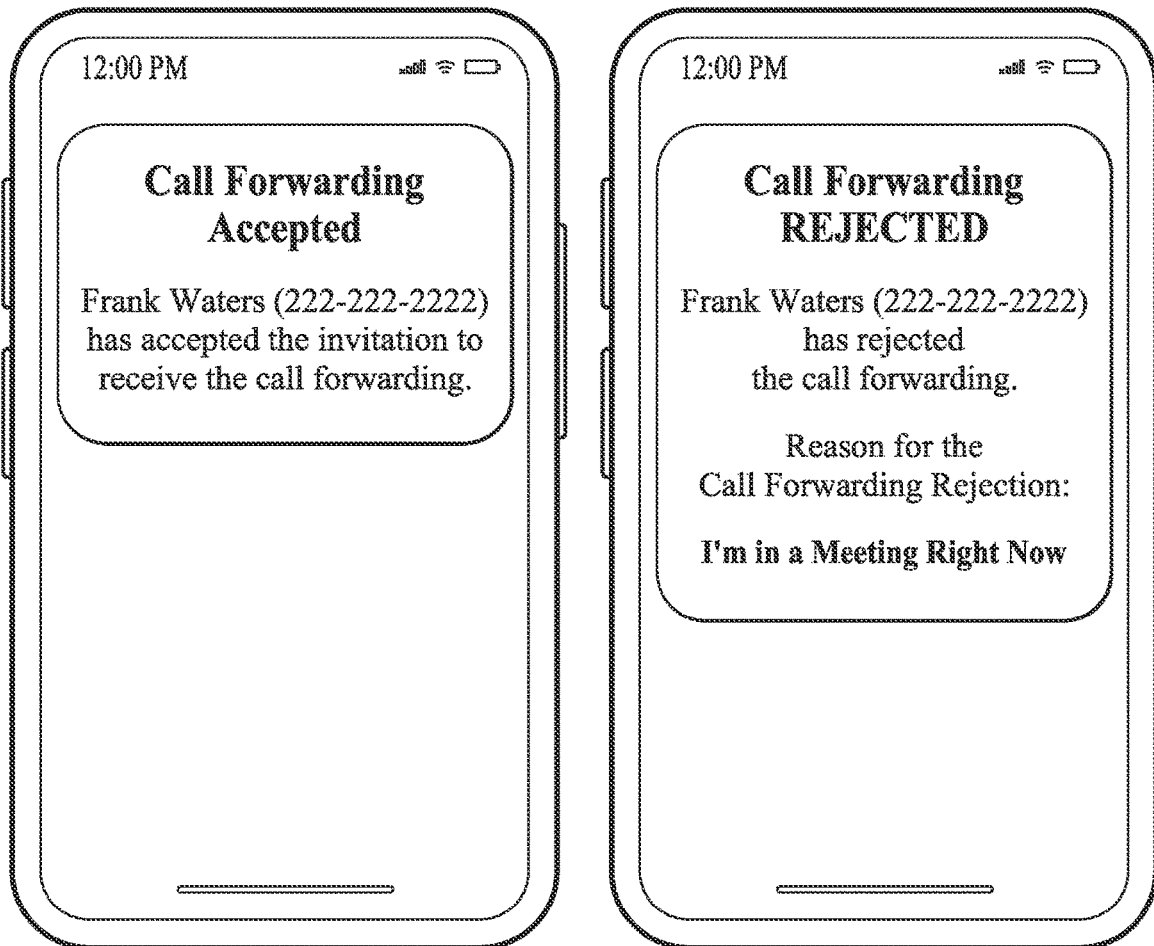 12:00 PM
Call Forwarding
Accepted
Frank Waters (222-222-2222)
has accepted the invitation to
receive the call forwarding.
12:00 PM
Call Forwarding
REJECTED
Frank Waters (222-222-2222)
has rejected
the call forwarding.
Reason for the
Call Forwarding Rejection:
I'm in a Meeting Right Now